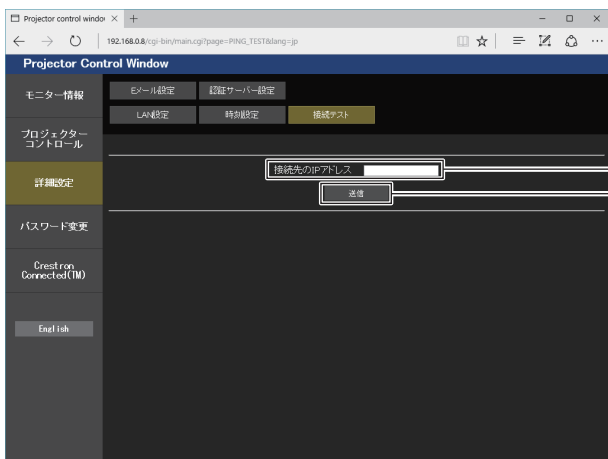 Projector control windo
192.168.0.8/cgi-bin/main.cgi?page=PING_TEST&lang=jp
Projector Control Window
モニター情報
プロジェクター
コントロール
詳細設定
パスワード変更
Crestron
Connected(TM)
English
Eメール設定 認証サーバー設定
LAN設定 時刻設定 接続テスト
接続先のIPアドレス
送信